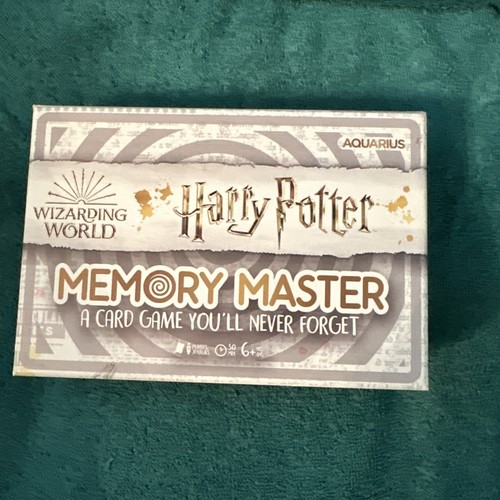 AQUARIUS
WIZARDING
WORLD
Harry Potter
MEMORY MASTER
A CARD GAME YOU'LL NEVER FORGET
6+